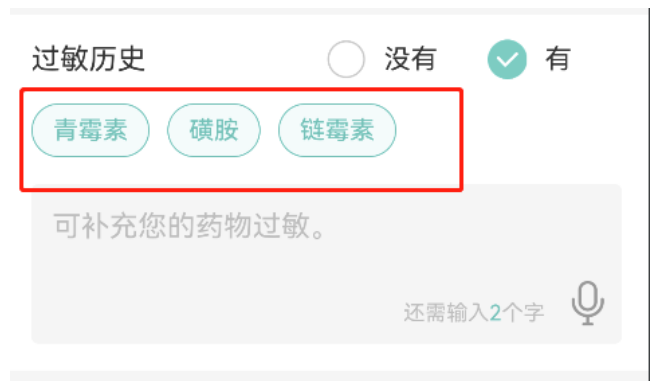 过敏历史 没有 有
青霉素 磺胺 链霉素
可补充您的药物过敏。
还需输入2个字